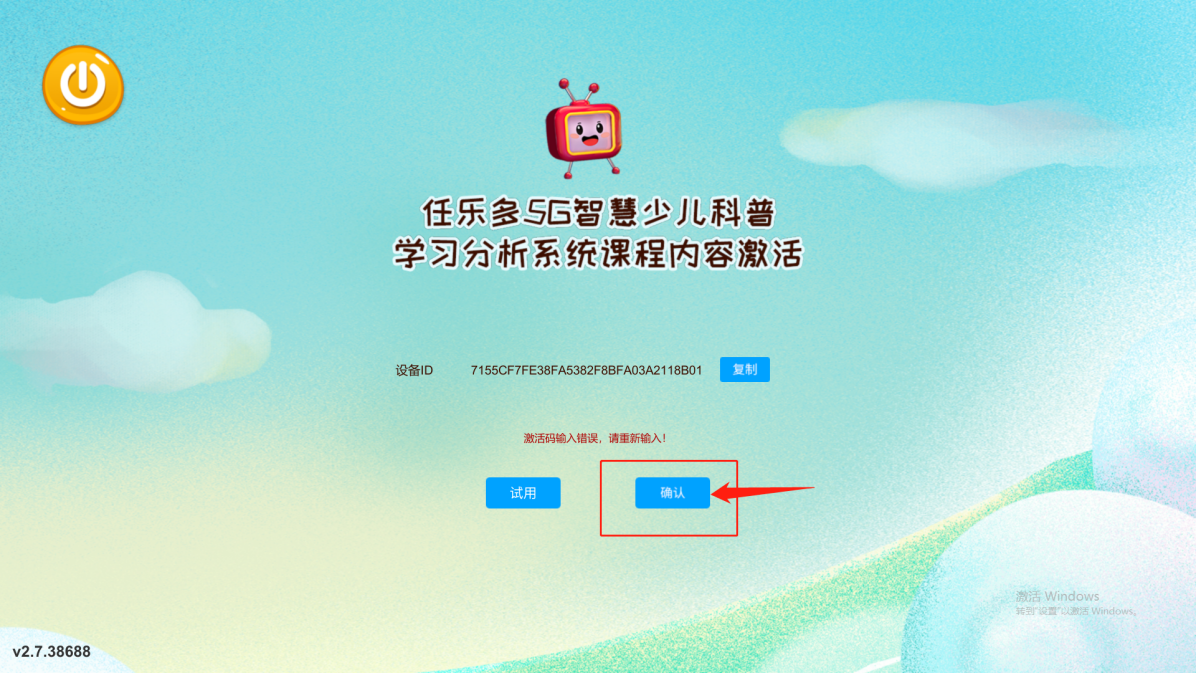 任乐多5G智慧少儿科普
学习分析系统课程内容激活
设备ID 7155CF7FE38FA5382F8BFA03A2118B01 复制
激活码输入错误，请重新输入！
试用 确认
激活 Windows
转到"设置"以激活 Windows。
v2.7.38688